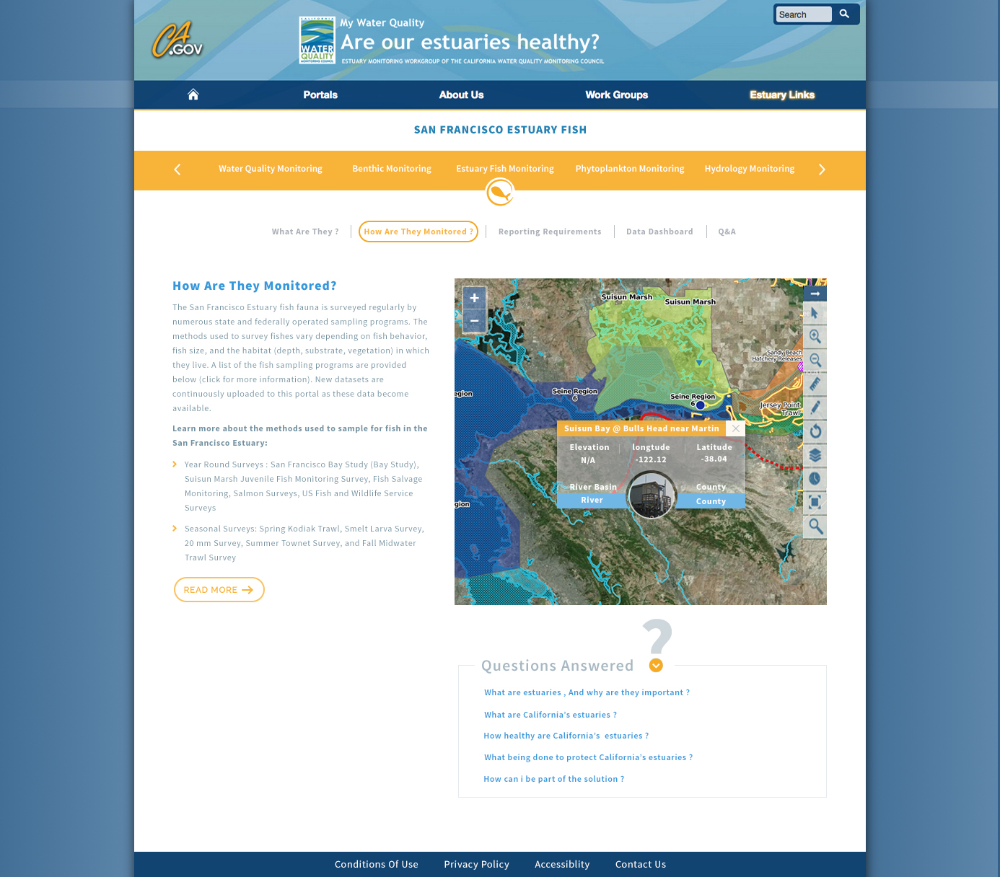 Search
CA.GOV
CALIFORNIA
WATER
QUALITY
MONITORING COUNCIL
My Water Quality
Are our estuaries healthy?
ESTUARY MONITORING WORKGROUP OF THE CALIFORNIA WATER QUALITY MONITORING COUNCIL
Portals About Us Work Groups Estuary Links
SAN FRANCISCO ESTUARY FISH
Water Quality Monitoring Benthic Monitoring Estuary Fish Monitoring Phytoplankton Monitoring Hydrology Monitoring
What Are They ? How Are They Monitored ? Reporting Requirements Data Dashboard Q&A
How Are They Monitored?
The San Francisco Estuary fish fauna is surveyed regularly by
numerous state and federally operated sampling programs. The
methods used to survey fishes vary depending on fish behavior,
fish size, and the habitat (depth, substrate, vegetation) in which
they live. A list of the fish sampling programs are provided
below (click for more information). New datasets are
continuously uploaded to this portal as these data become
available.
Learn more about the methods used to sample for fish in the
San Francisco Estuary:
Year Round Surveys : San Francisco Bay Study (Bay Study),
Suisun Marsh Juvenile Fish Monitoring Survey, Fish Salvage
Monitoring, Salmon Surveys, US Fish and Wildlife Service
Surveys
Seasonal Surveys: Spring Kodiak Trawl, Smelt Larva Survey,
20 mm Survey, Summer Townet Survey, and Fall Midwater
Trawl Survey
READ MORE
+
−
Suisun Marsh
Suisun Marsh
Sandy Beach
Hatchery Releases
egion
Seine Region
6
Seine Region
6
Jersey Point
Trawl
gion
Suisun Bay @ Bulls Head near Martin
Elevation longtude Latitude
N/A -122.12 -38.04
River Basin County
River County
?
Questions Answered
What are estuaries , And why are they important ?
What are California's estuaries ?
How healthy are California's  estuaries ?
What being done to protect California's estuaries ?
How can i be part of the solution ?
Conditions Of Use Privacy Policy Accessiblity Contact Us